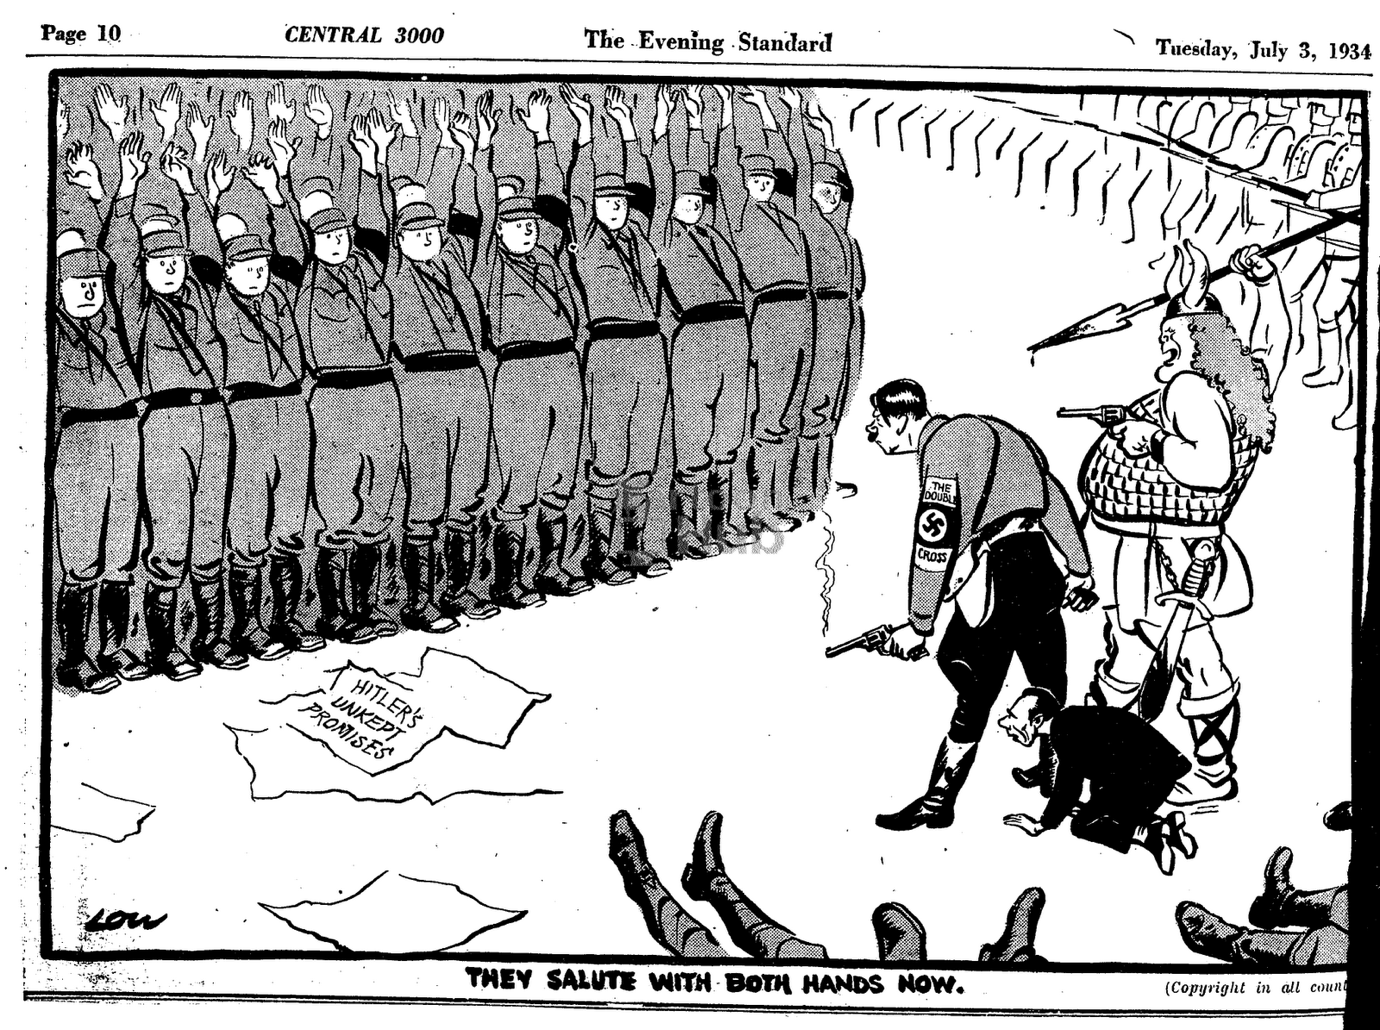 Page 10
CENTRAL 3000
The Evening Standard
Tuesday, July 3, 1934
THE
DOUBLE
CROSS
HITLER'S
UNKEPT
PROMISES
LOW
THEY SALUTE WITH BOTH HANDS NOW.
(Copyright in all